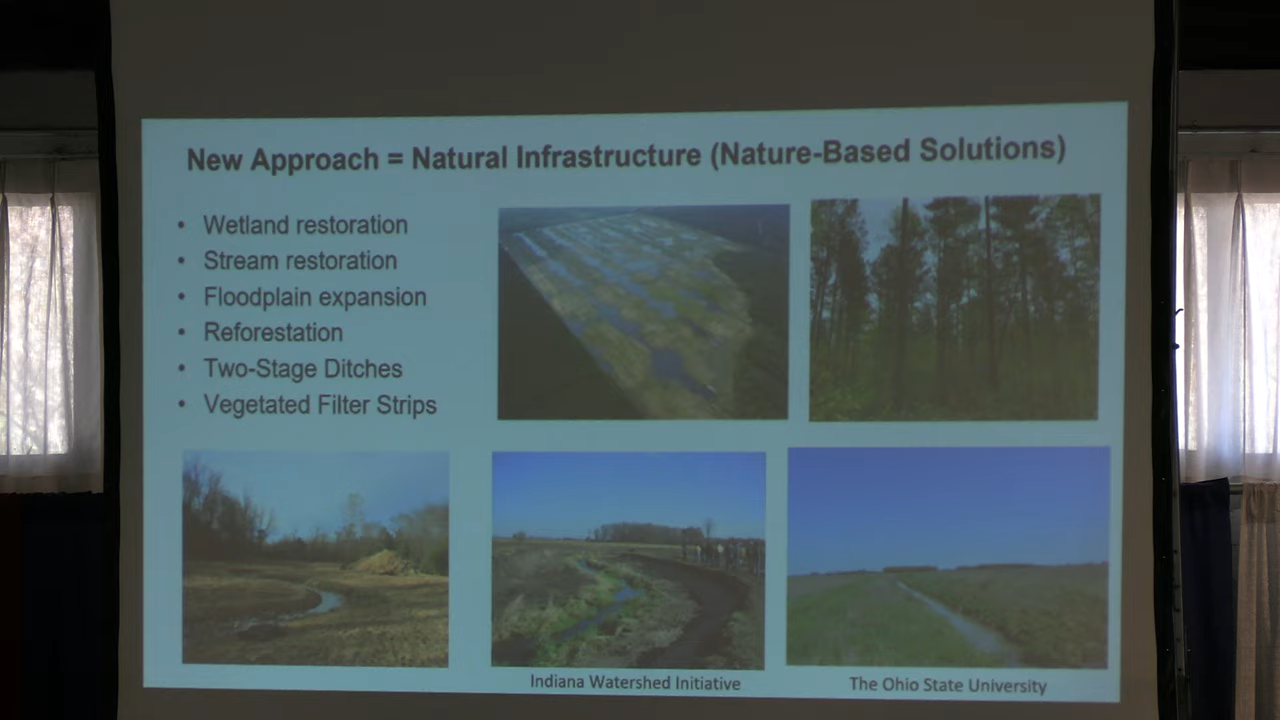 New Approach = Natural Infrastructure (Nature-Based Solutions)
• Wetland restoration
• Stream restoration
• Floodplain expansion
• Reforestation
• Two-Stage Ditches
• Vegetated Filter Strips
Indiana Watershed Initiative
The Ohio State University